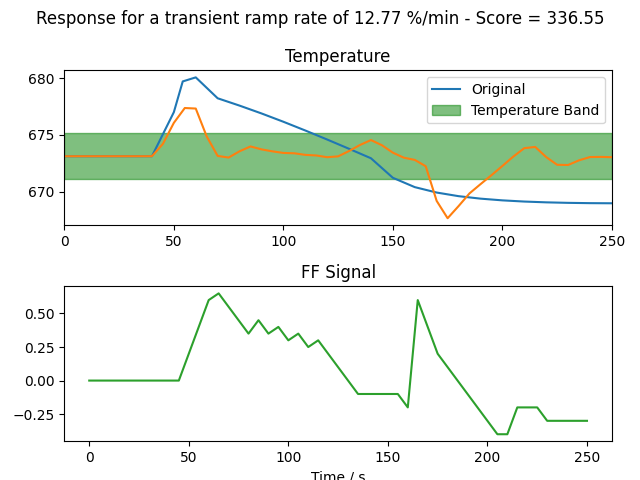 Response for a transient ramp rate of 12.77 %/min - Score = 336.55
Temperature
680
675
670
Original
Temperature Band
0 50 100 150 200 250
FF Signal
0.50
0.25
0.00
−0.25
0 50 100 150 200 250
Time / s